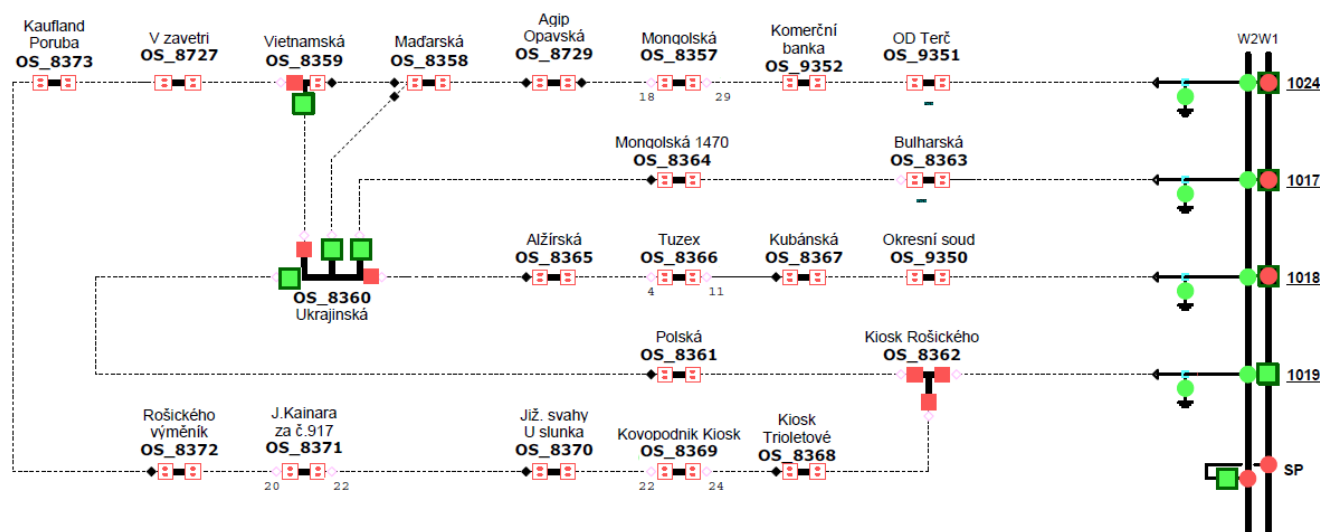 Kaufland
Poruba
OS_8373
V zavetri
OS_8727
Vietnamská
OS_8359
Maďarská
OS_8358
Agip
Opavská
OS_8729
Mongolská
OS_8357
Komerční
banka
OS_9352
OD Terč
OS_9351
W2W1
18
29
1024
Mongolská 1470
OS_8364
Bulharská
OS_8363
1017
Alžírská
OS_8365
Tuzex
OS_8366
Kubánská
OS_8367
Okresní soud
OS_9350
4
11
1018
OS_8360
Ukrajinská
Polská
OS_8361
Kiosk Rošického
OS_8362
1019
Rošického
výměník
OS_8372
J.Kainara
za č.917
OS_8371
Již. svahy
U slunka
OS_8370
Kovopodnik Kiosk
OS_8369
Kiosk
Trioletové
OS_8368
20
22
22
24
SP